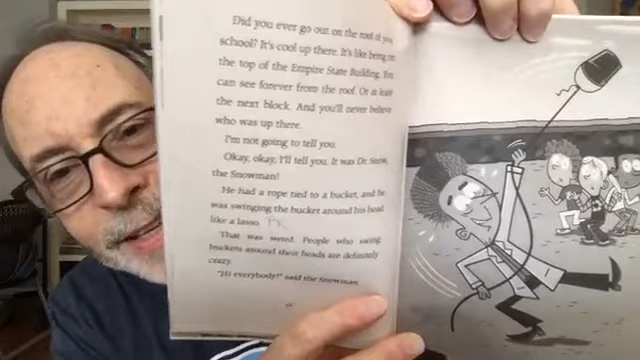 Did you ever go out on the roof of your
school? It's cool up there. It's like being on
the top of the Empire State Building. You
can see forever from the roof. Or at least
the next block. And you'll never believe
who was up there.
I'm not going to tell you.
Okay, okay, I'll tell you. It was Dr. Snow,
the Snowman!
He had a rope tied to a bucket, and he
was swinging the bucket around his head
like a lasso.
That was weird. People who swing
buckets around their heads are definitely
crazy.
"Hi everybody!" said the Snowman.